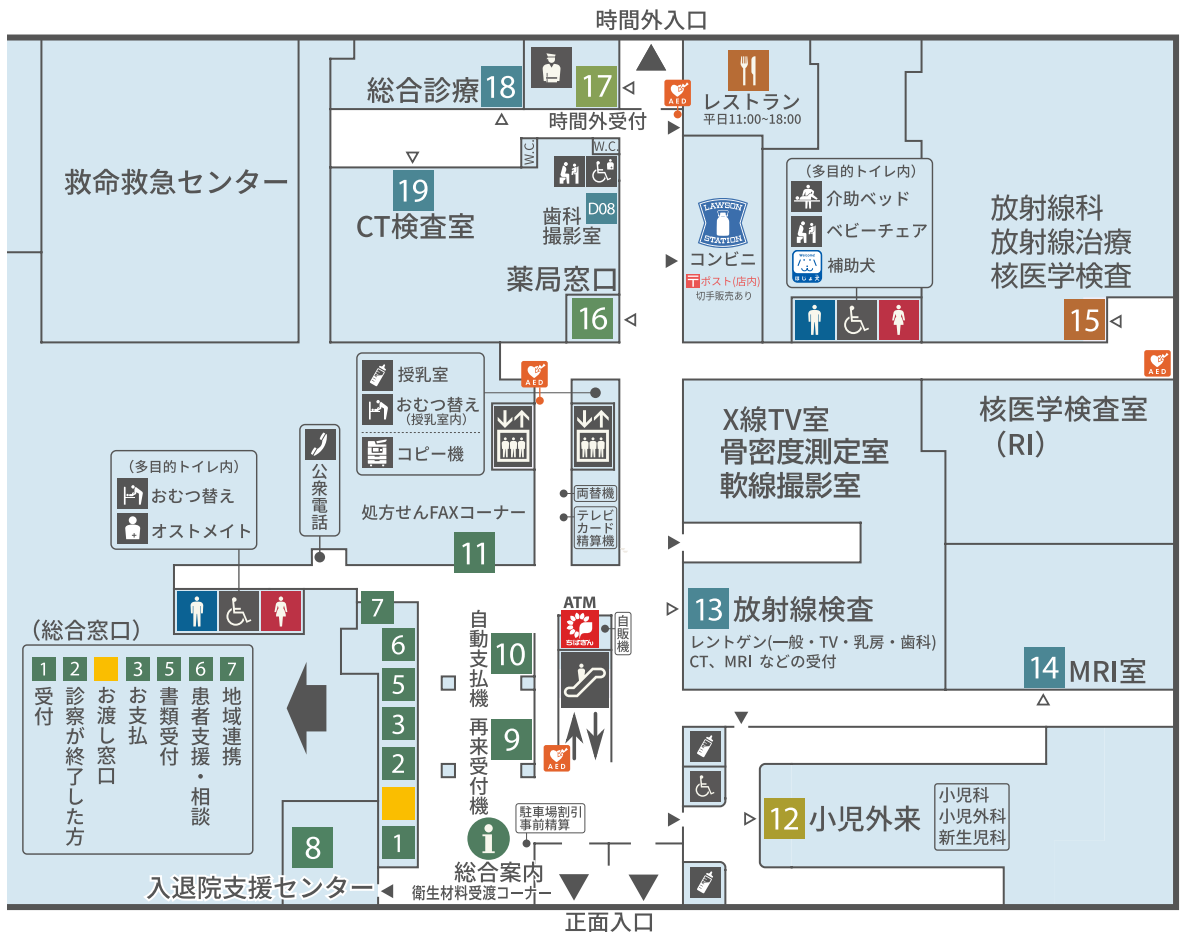 時間外入口
総合診療
18
17
時間外受付
AED
レストラン
平日11:00~18:00
救命救急センター
19
CT検査室
W.C.
W.C.
歯科
撮影室
D08
LAWSON
STATION
コンビニ
ポスト(店内)
切手販売あり
(多目的トイレ内)
介助ベッド
ベビーチェア
Welcome!
ほじょ犬
補助犬
放射線科
放射線治療
核医学検査
15
薬局窓口
16
授乳室
おむつ替え
(授乳室内)
コピー機
AED
AED
X線TV室
骨密度測定室
軟線撮影室
核医学検査室
(RI)
(多目的トイレ内)
おむつ替え
オストメイト
公衆電話
処方せんFAXコーナー
11
両替機
テレビ
カード
精算機
(総合窓口)
1 受付
2 診察が終了した方
お渡し窓口
3 お支払
5 書類受付
6 患者支援・相談
7 地域連携
7
6
5
3
2
1
8
入退院支援センター
自動支払機
10
再来受付機
9
ATM
ちばぎん
自販機
AED
i
総合案内
衛生材料受渡コーナー
駐車場割引
事前精算
13 放射線検査
レントゲン(一般・TV・乳房・歯科)
CT、MRI などの受付
14 MRI室
12 小児外来
小児科
小児外科
新生児科
正面入口